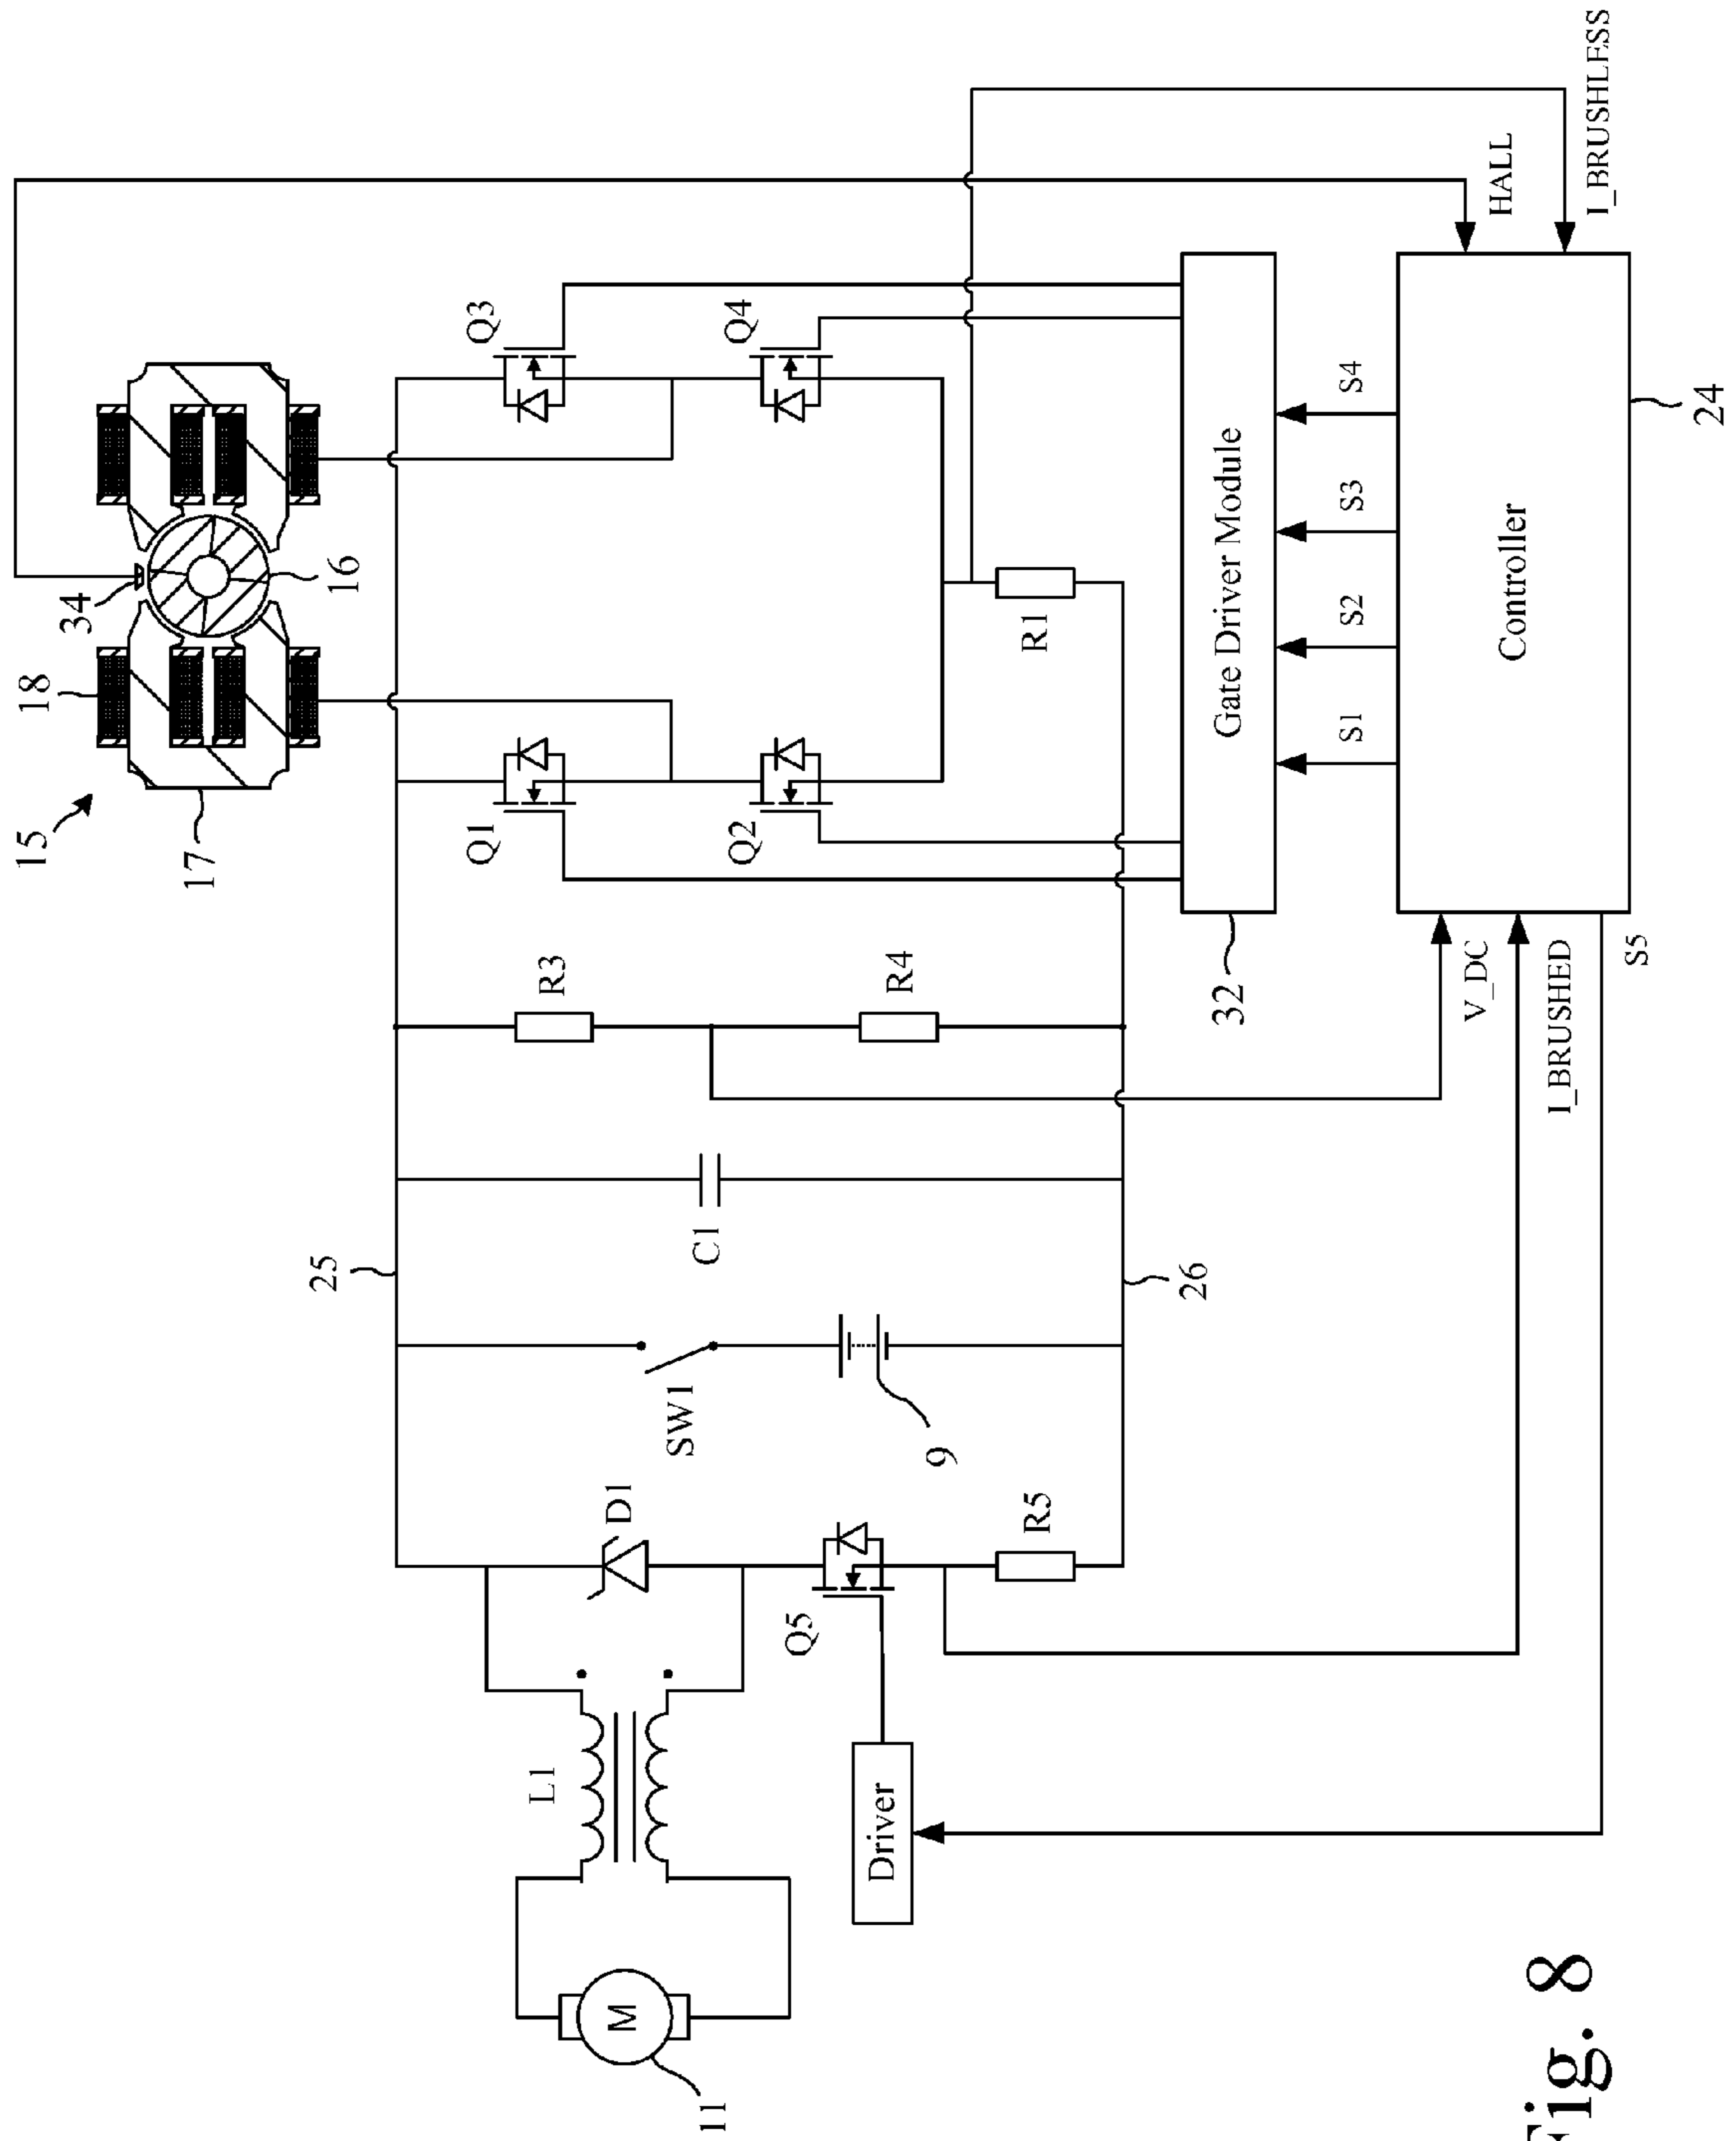 15
18
17
34
16
25
Q1
Q3
Q2
Q4
L1
D1
SW1
C1
R3
R4
R1
11
M
Q5
R5
9
26
Driver
32
Gate Driver Module
S1
S2
S3
S4
V_DC
I_BRUSHED
S5
Controller
24
HALL
I_BRUSHLESS
Fig. 8